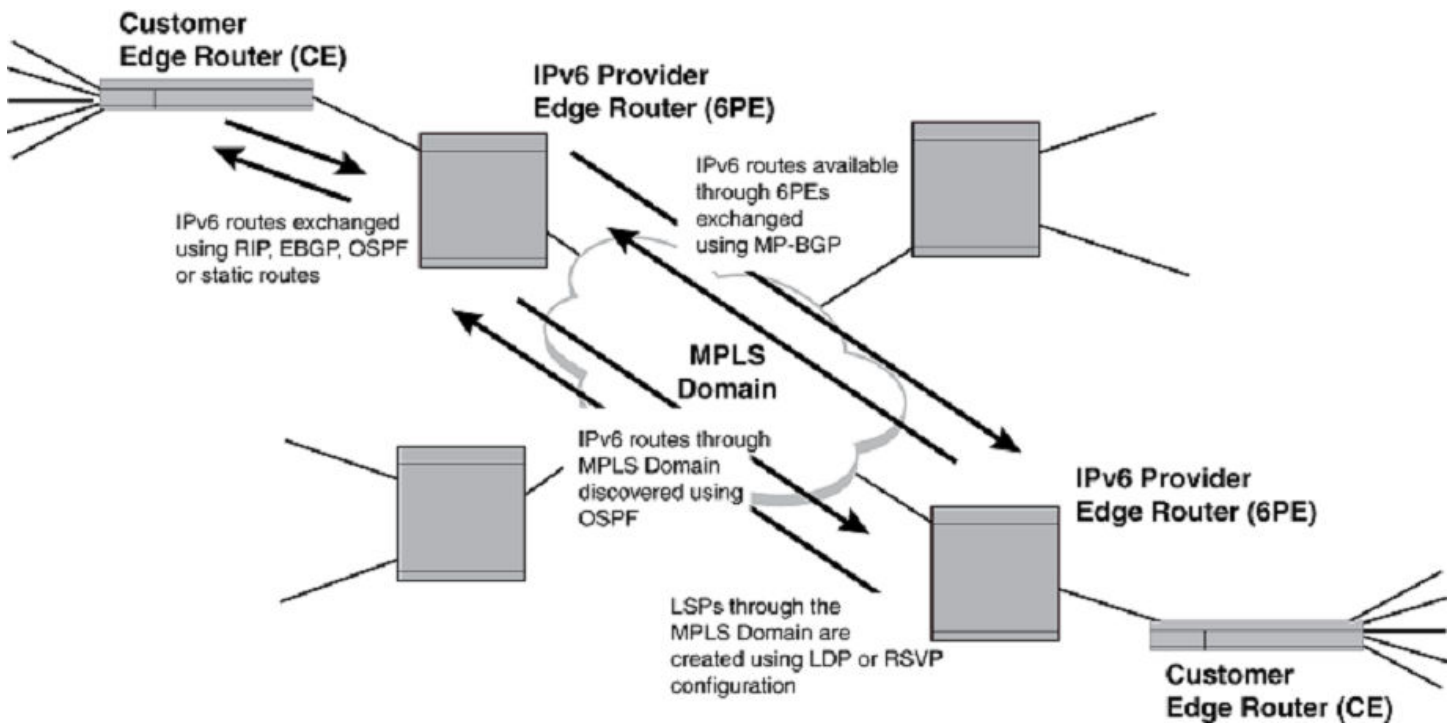 Customer
Edge Router (CE)
IPv6 Provider
Edge Router (6PE)
IPv6 routes available
through 6PEs
exchanged
using MP-BGP
IPv6 routes exchanged
using RIP, EBGP, OSPF
or static routes
MPLS
Domain
IPv6 routes through
MPLS Domain
discovered using
OSPF
IPv6 Provider
Edge Router (6PE)
LSPs through the
MPLS Domain are
created using LDP or RSVP
configuration
Customer
Edge Router (CE)